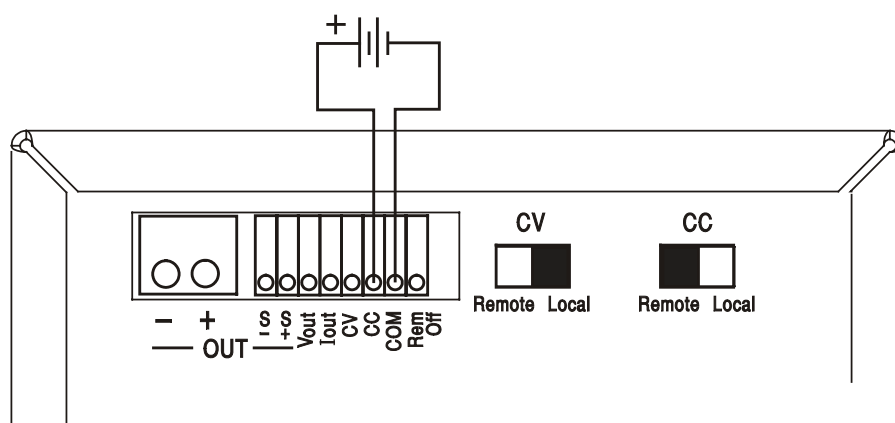 +
CV CC
Remote Local Remote Local
- +
S - S + Vout Iout CV CC COM Rem Off
OUT